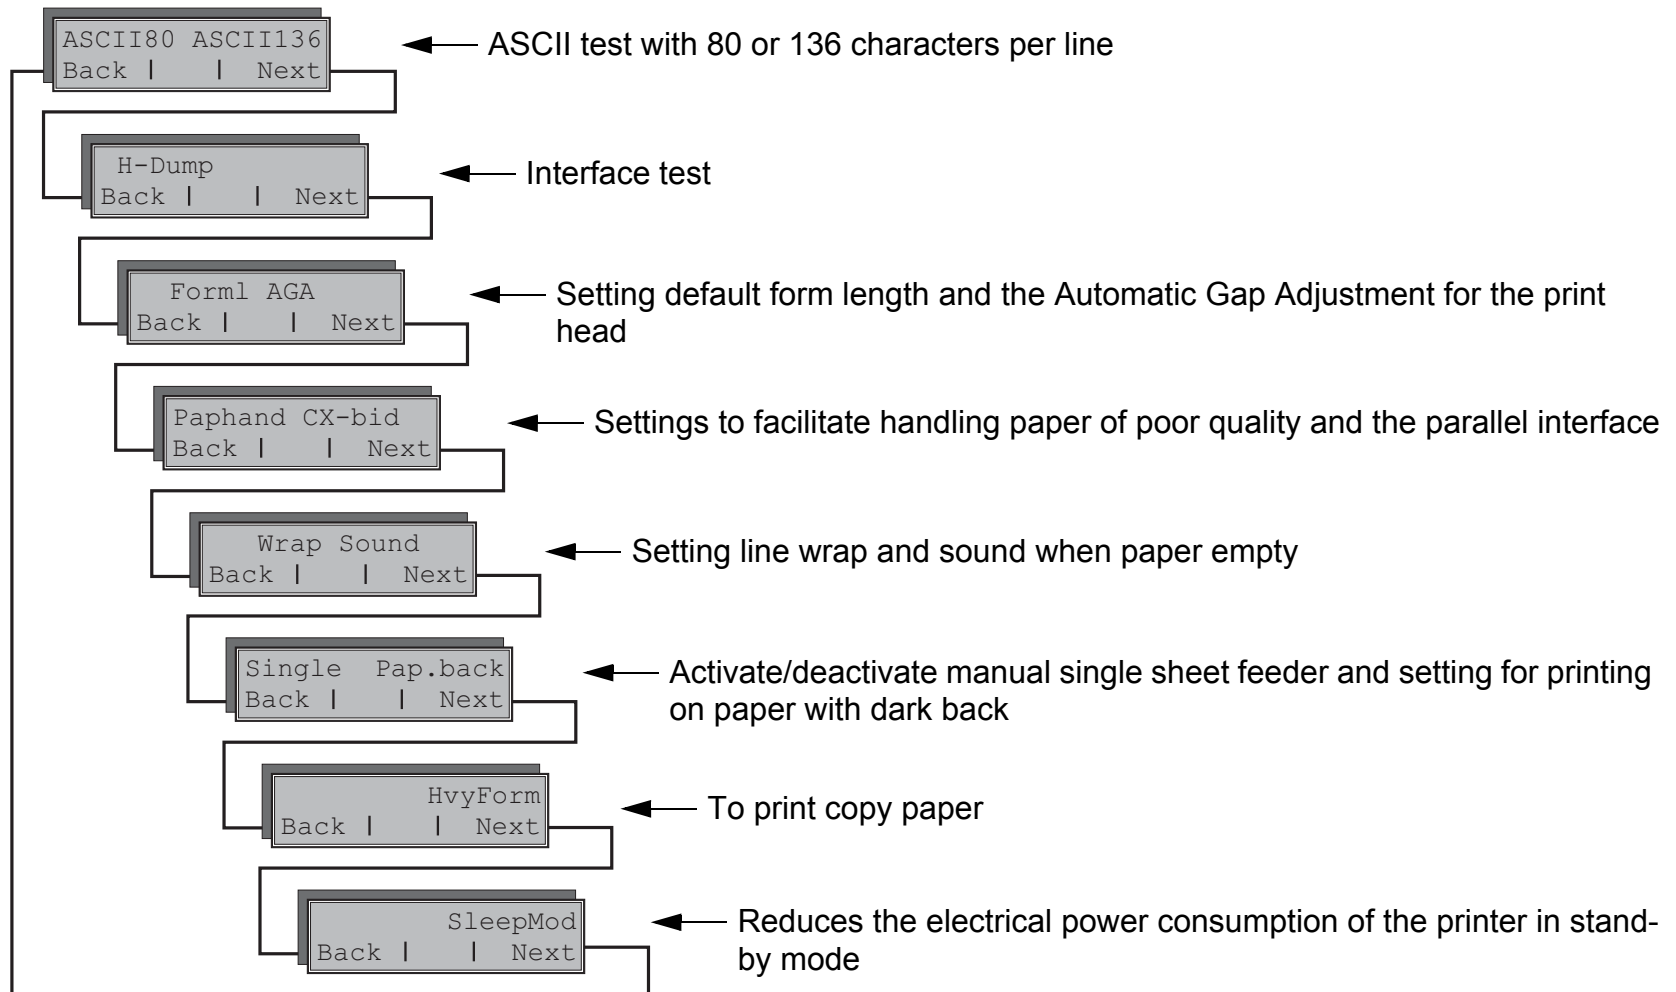 ASCII80 ASCII136
Back | | Next
ASCII test with 80 or 136 characters per line
H-Dump
Back | | Next
Interface test
Forml AGA
Back | | Next
Setting default form length and the Automatic Gap Adjustment for the print
head
Paphand CX-bid
Back | | Next
Settings to facilitate handling paper of poor quality and the parallel interface
Wrap Sound
Back | | Next
Setting line wrap and sound when paper empty
Single Pap.back
Back | | Next
Activate/deactivate manual single sheet feeder and setting for printing
on paper with dark back
HvyForm
Back | | Next
To print copy paper
SleepMod
Back | | Next
Reduces the electrical power consumption of the printer in stand-
by mode